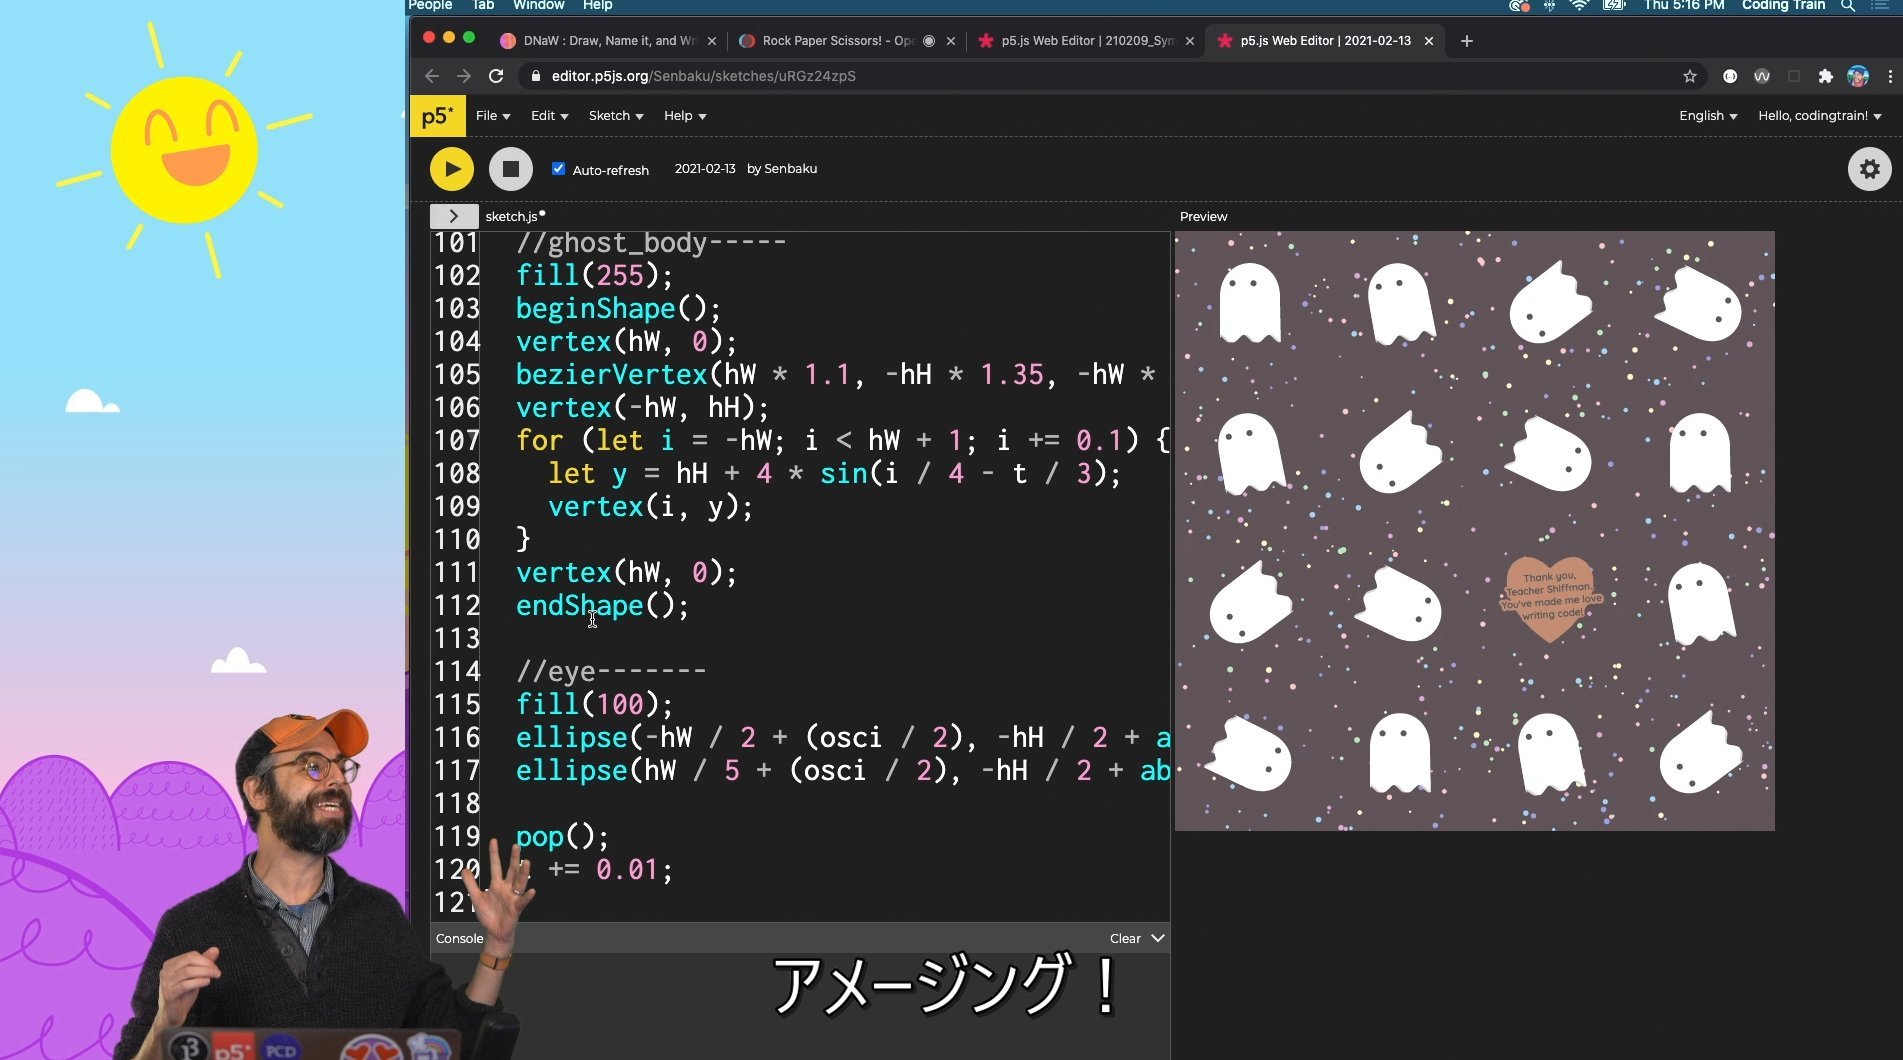 People Tab Window Help Thu 5:16 PM Coding Train
DNaW : Draw, Name it, and Wri
Rock Paper Scissors! - Ope
p5.js Web Editor | 210209_Sym
p5.js Web Editor | 2021-02-13
editor.p5js.org/Senbaku/sketches/uRGz24zpS
p5* File Edit Sketch Help English Hello, codingtrain!
Auto-refresh 2021-02-13 by Senbaku
sketch.js
Preview
101 //ghost_body-----
102 fill(255);
103 beginShape();
104 vertex(hW, 0);
105 bezierVertex(hW * 1.1, -hH * 1.35, -hW *
106 vertex(-hW, hH);
107 for (let i = -hW; i < hW + 1; i += 0.1) {
108 let y = hH + 4 * sin(i / 4 - t / 3);
109 vertex(i, y);
110 }
111 vertex(hW, 0);
112 endShape();
113
114 //eye-------
115 fill(100);
116 ellipse(-hW / 2 + (osci / 2), -hH / 2 + a
117 ellipse(hW / 5 + (osci / 2), -hH / 2 + ab
118
119 pop();
120 += 0.01;
121
Thank you,
Teacher Shiffman.
You've made me love
writing code!
Console Clear
アメージング！
p5*
PCD